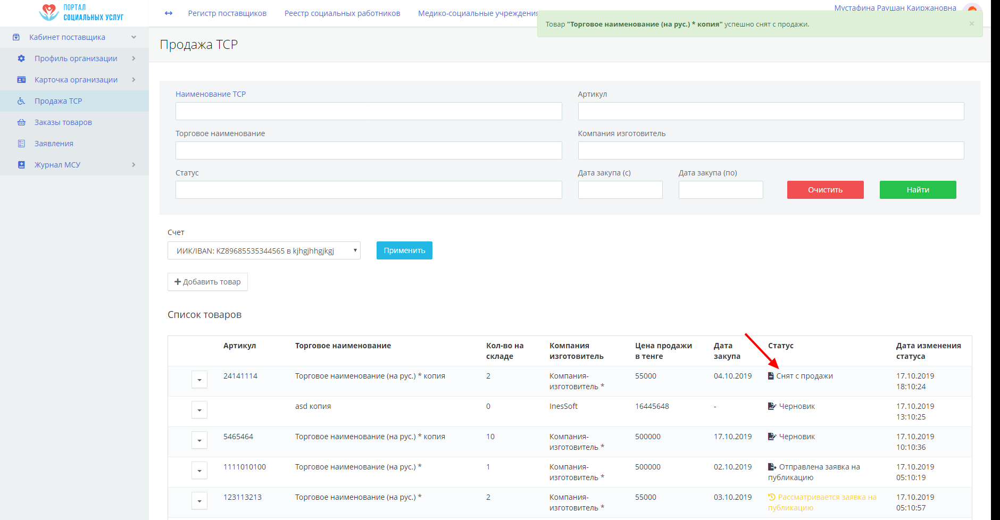 ПОРТАЛ
СОЦИАЛЬНЫХ УСЛУГ
Регистр поставщиков
Реестр социальных работников
Медико-социальные учреждения
Мустафина Раушан Каиржановна
Товар "Торговое наименование (на рус.) * копия" успешно снят с продажи.
×
Кабинет поставщика
Профиль организации
Карточка организации
Продажа ТСР
Заказы товаров
Заявления
Журнал МСУ
Продажа ТСР
Наименование ТСР
Артикул
Торговое наименование
Компания изготовитель
Статус
Дата закупа (с)
Дата закупа (по)
Очистить
Найти
Счет
ИИК/IBAN: KZ89685535344565 в kjhgjhhgjkgj
Применить
Добавить товар
Список товаров
Артикул Торговое наименование Кол-во на Компания Цена продажи Дата Статус Дата изменения
складе изготовитель в тенге закупа статуса
24141114 Торговое наименование (на рус.) * копия 2 Компания- 55000 04.10.2019 Снят с продажи 17.10.2019
изготовитель * 18:10:24
asd копия 0 InesSoft 16445648 - Черновик 17.10.2019
13:10:25
5465464 Торговое наименование (на рус.) * копия 10 Компания- 500000 17.10.2019 Черновик 17.10.2019
изготовитель * 10:10:36
1111010100 Торговое наименование (на рус.) * 1 Компания- 500000 02.10.2019 Отправлена заявка на 17.10.2019
изготовитель * публикацию 05:10:19
123113213 Торговое наименование (на рус.) * 2 Компания- 55000 03.10.2019 Рассматривается заявка на 17.10.2019
изготовитель * публикацию 05:10:57